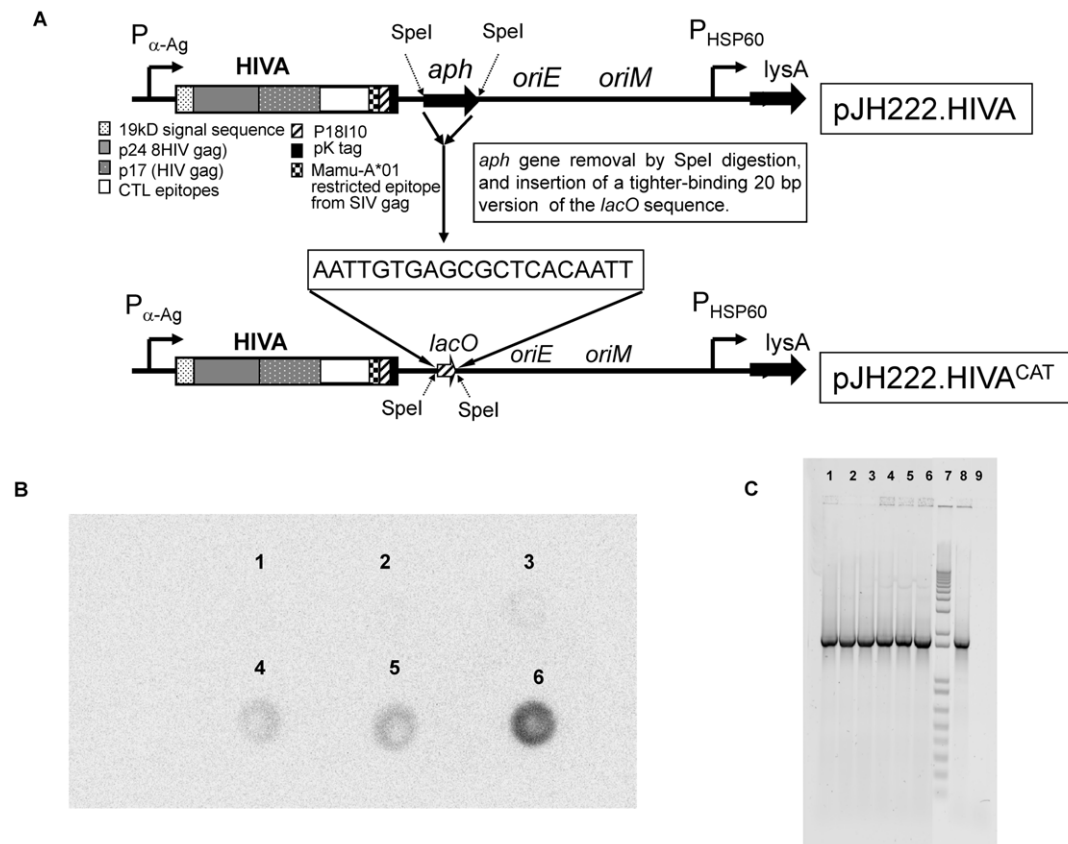 A
P α-Ag
HIVA
SpeI
SpeI
aph
oriE
oriM
P HSP60
lysA
pJH222.HIVA
19kD signal sequence
p24 8HIV gag)
p17 (HIV gag)
CTL epitopes
P18I10
pK tag
Mamu-A*01
restricted epitope
from SIV gag
aph gene removal by SpeI digestion,
and insertion of a tighter-binding 20 bp
version of the lacO sequence.
AATTGTGAGCGCTCACAATT
P α-Ag
HIVA
lacO
oriE
oriM
P HSP60
lysA
SpeI
SpeI
pJH222.HIVA CAT
B
1
2
3
4
5
6
C
1 2 3 4 5 6 7 8 9